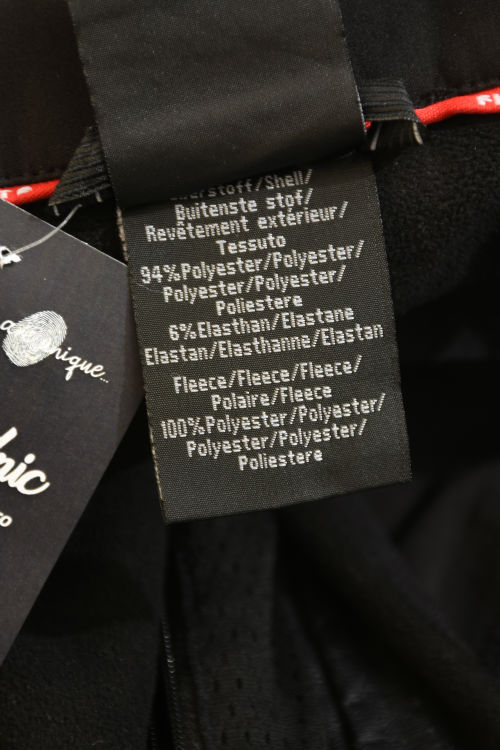 /Shell/
Buitenste stof/
Revêtement extérieur/
Tessuto
94%Polyester/Polyester/
Polyester/Polyester/
Poliestere
6%Elasthan/Elastane
Elastan/Elasthanne/Elastan
Fleece/Fleece/Fleece/
Polaire/Fleece
100%Polyester/Polyester/
Polyester/Polyester/
Poliestere